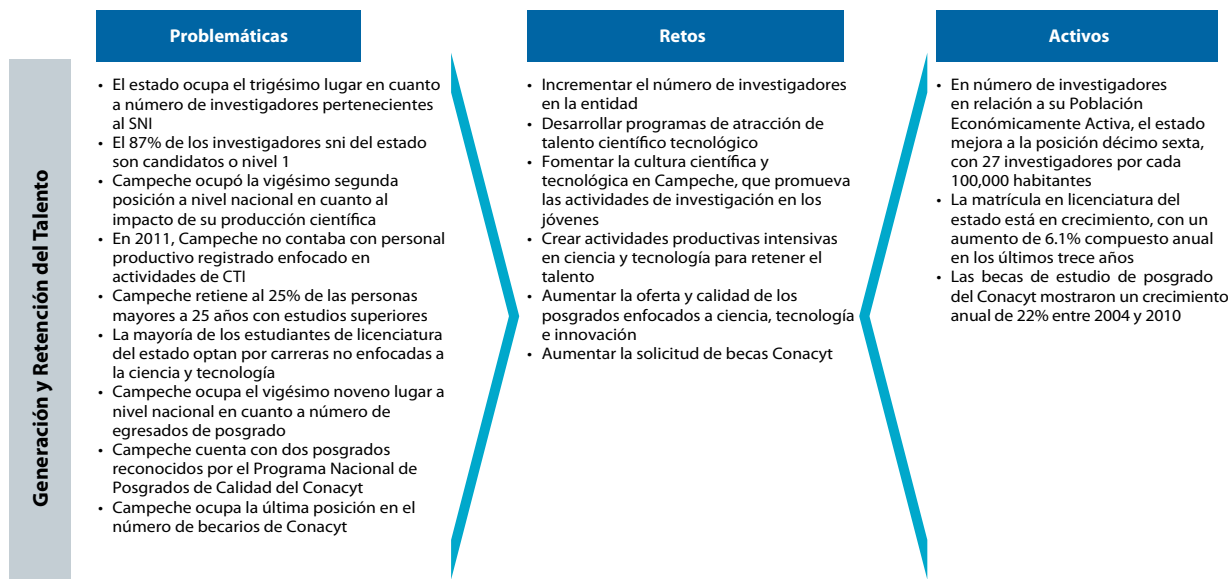 Problemáticas
Retos
Activos
Generación y Retención del Talento
• El estado ocupa el trigésimo lugar en cuanto
a número de investigadores pertenecientes
al SNI
• El 87% de los investigadores sni del estado
son candidatos o nivel 1
• Campeche ocupó la vigésimo segunda
posición a nivel nacional en cuanto al
impacto de su producción científica
• En 2011, Campeche no contaba con personal
productivo registrado enfocado en
actividades de CTI
• Campeche retiene al 25% de las personas
mayores a 25 años con estudios superiores
• La mayoría de los estudiantes de licenciatura
del estado optan por carreras no enfocadas a
la ciencia y tecnología
• Campeche ocupa el vigésimo noveno lugar a
nivel nacional en cuanto a número de
egresados de posgrado
• Campeche cuenta con dos posgrados
reconocidos por el Programa Nacional de
Posgrados de Calidad del Conacyt
• Campeche ocupa la última posición en el
número de becarios de Conacyt
• Incrementar el número de investigadores
en la entidad
• Desarrollar programas de atracción de
talento científico tecnológico
• Fomentar la cultura científica y
tecnológica en Campeche, que promueva
las actividades de investigación en los
jóvenes
• Crear actividades productivas intensivas
en ciencia y tecnología para retener el
talento
• Aumentar la oferta y calidad de los
posgrados enfocados a ciencia, tecnología
e innovación
• Aumentar la solicitud de becas Conacyt
• En número de investigadores
en relación a su Población
Económicamente Activa, el estado
mejora a la posición décimo sexta,
con 27 investigadores por cada
100,000 habitantes
• La matrícula en licenciatura del
estado está en crecimiento, con un
aumento de 6.1% compuesto anual
en los últimos trece años
• Las becas de estudio de posgrado
del Conacyt mostraron un crecimiento
anual de 22% entre 2004 y 2010